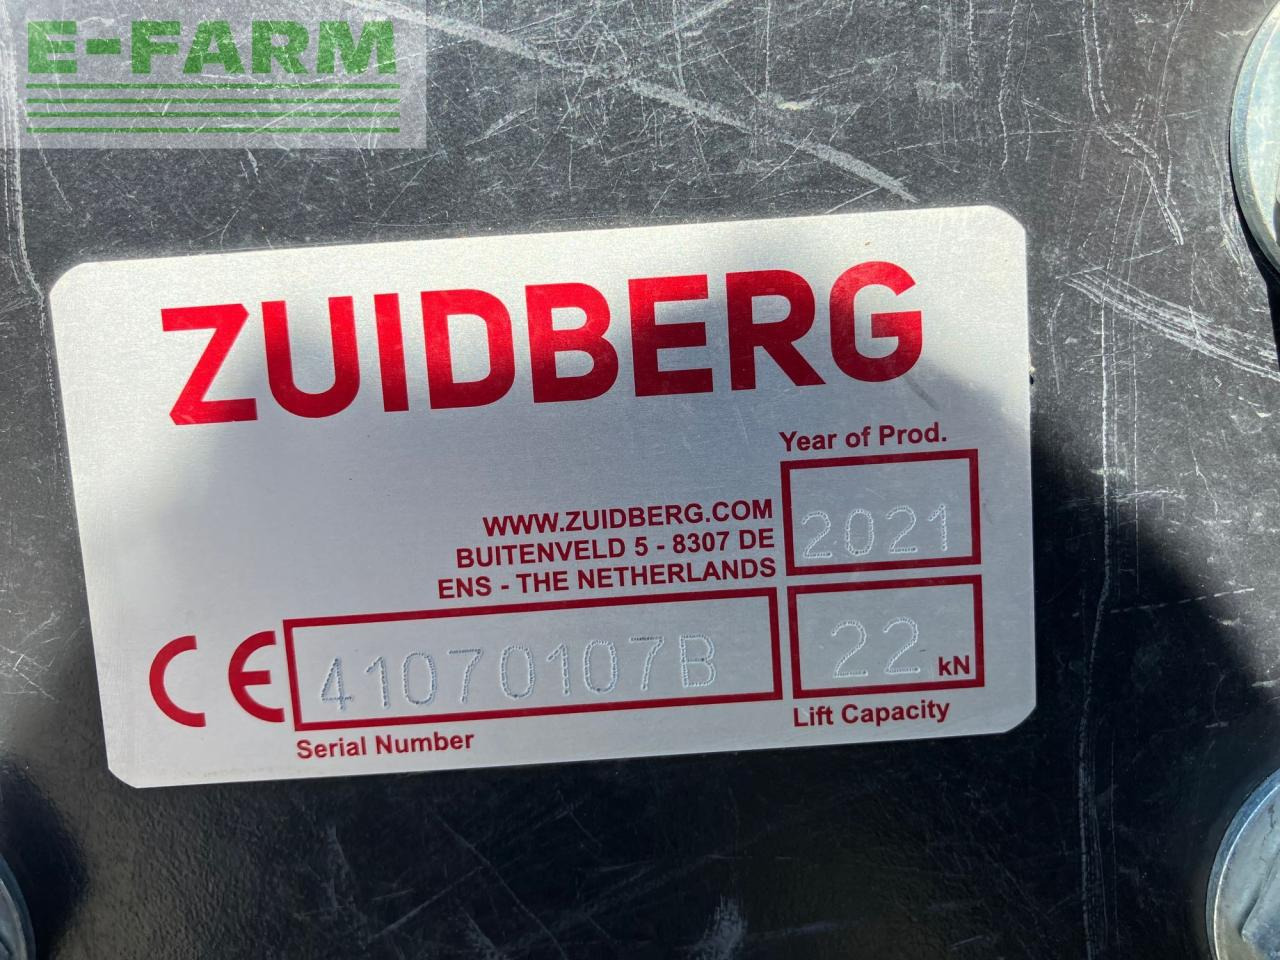 E-FARM
ZUIDBERG
Year of Prod.
2021
WWW.ZUIDBERG.COM
BUITENVELD 5 - 8307 DE
ENS - THE NETHERLANDS
CE
41070107B
22 kN
Serial Number
Lift Capacity